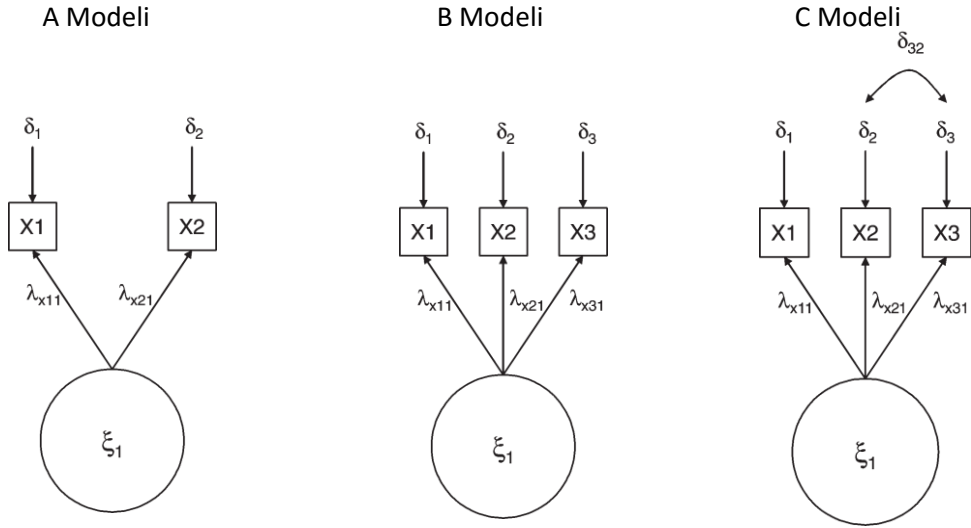 A Modeli
B Modeli
C Modeli
δ32
δ1 δ2
δ1 δ2 δ3
δ1 δ2 δ3
X1 X2
X1 X2 X3
X1 X2 X3
λx11 λx21
λx11 λx21 λx31
λx11 λx21 λx31
ξ1
ξ1
ξ1